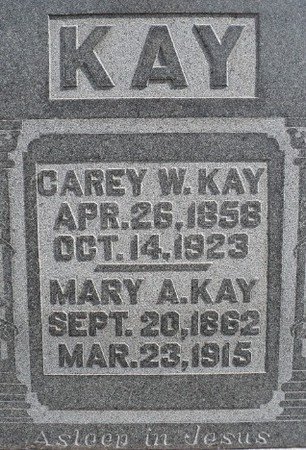 KAY
CAREY W. KAY
APR. 26, 1858
OCT. 14, 1923
MARY A. KAY
SEPT. 20, 1862
MAR. 23, 1915
Asleep in Jesus